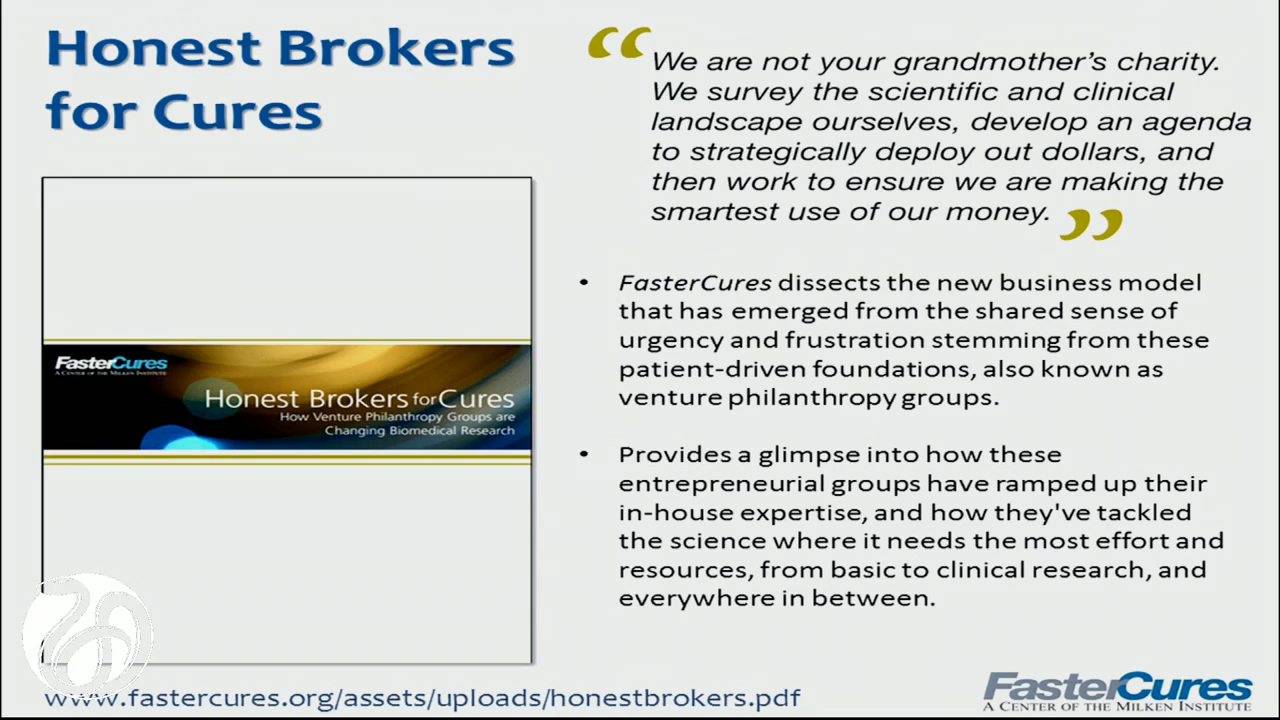 Honest Brokers
for Cures
“ We are not your grandmother’s charity.
We survey the scientific and clinical
landscape ourselves, develop an agenda
to strategically deploy out dollars, and
then work to ensure we are making the
smartest use of our money. ”
• FasterCures dissects the new business model
that has emerged from the shared sense of
urgency and frustration stemming from these
patient-driven foundations, also known as
venture philanthropy groups.
• Provides a glimpse into how these
entrepreneurial groups have ramped up their
in-house expertise, and how they've tackled
the science where it needs the most effort and
resources, from basic to clinical research, and
everywhere in between.
FasterCures
A CENTER OF THE MILKEN INSTITUTE
Honest Brokers for Cures
How Venture Philanthropy Groups are
Changing Biomedical Research
www.fastercures.org/assets/uploads/honestbrokers.pdf
FasterCures
A CENTER OF THE MILKEN INSTITUTE